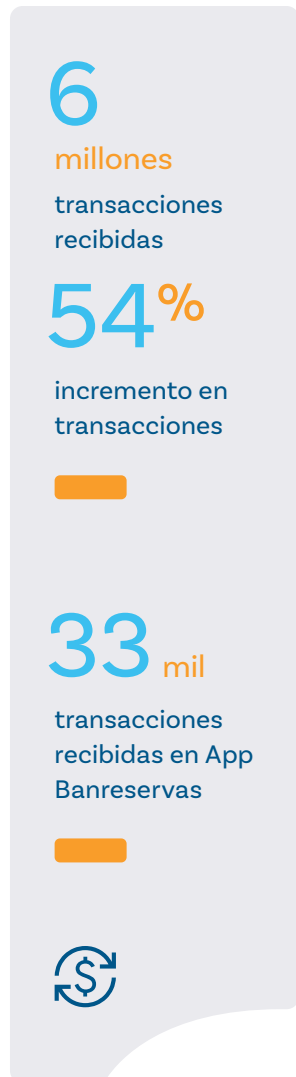 6
millones
transacciones
recibidas
54%
incremento en
transacciones
33 mil
transacciones
recibidas en App
Banreservas
$